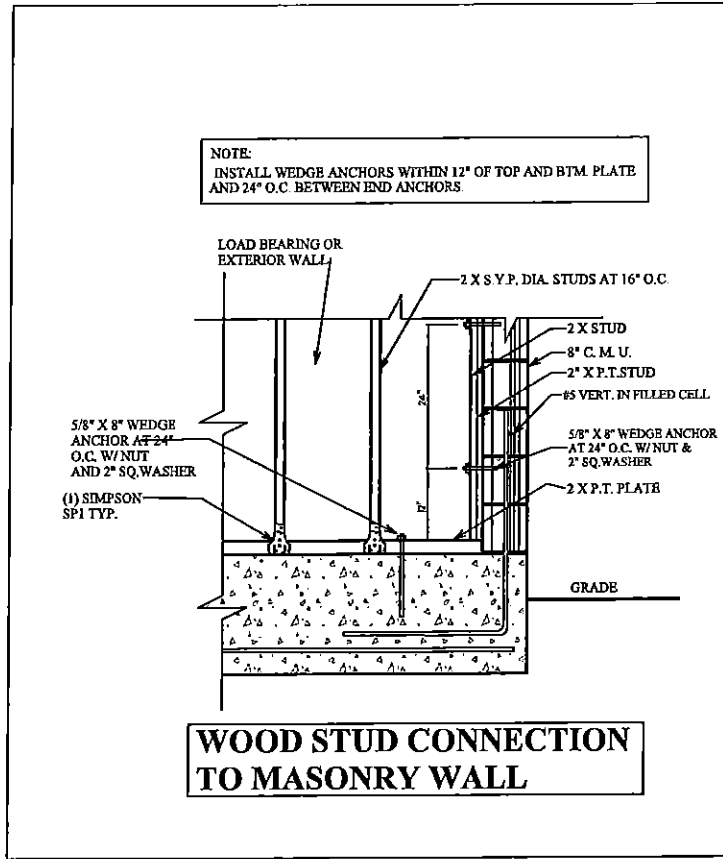 NOTE:
INSTALL WEDGE ANCHORS WITHIN 12" OF TOP AND BTM. PLATE
AND 24" O.C. BETWEEN END ANCHORS.
LOAD BEARING OR
EXTERIOR WALL
2 X S.Y.P. DIA. STUDS AT 16" O.C.
2 X STUD
8" C. M. U.
2" X P.T.STUD
#5 VERT. IN FILLED CELL
24"
5/8" X 8" WEDGE
ANCHOR AT 24"
O.C. W/ NUT
AND 2" SQ.WASHER
5/8" X 8" WEDGE ANCHOR
AT 24" O.C. W/NUT &
2" SQ.WASHER
2 X P.T. PLATE
(1) SIMPSON
SP1 TYP.
12"
GRADE
WOOD STUD CONNECTION
TO MASONRY WALL